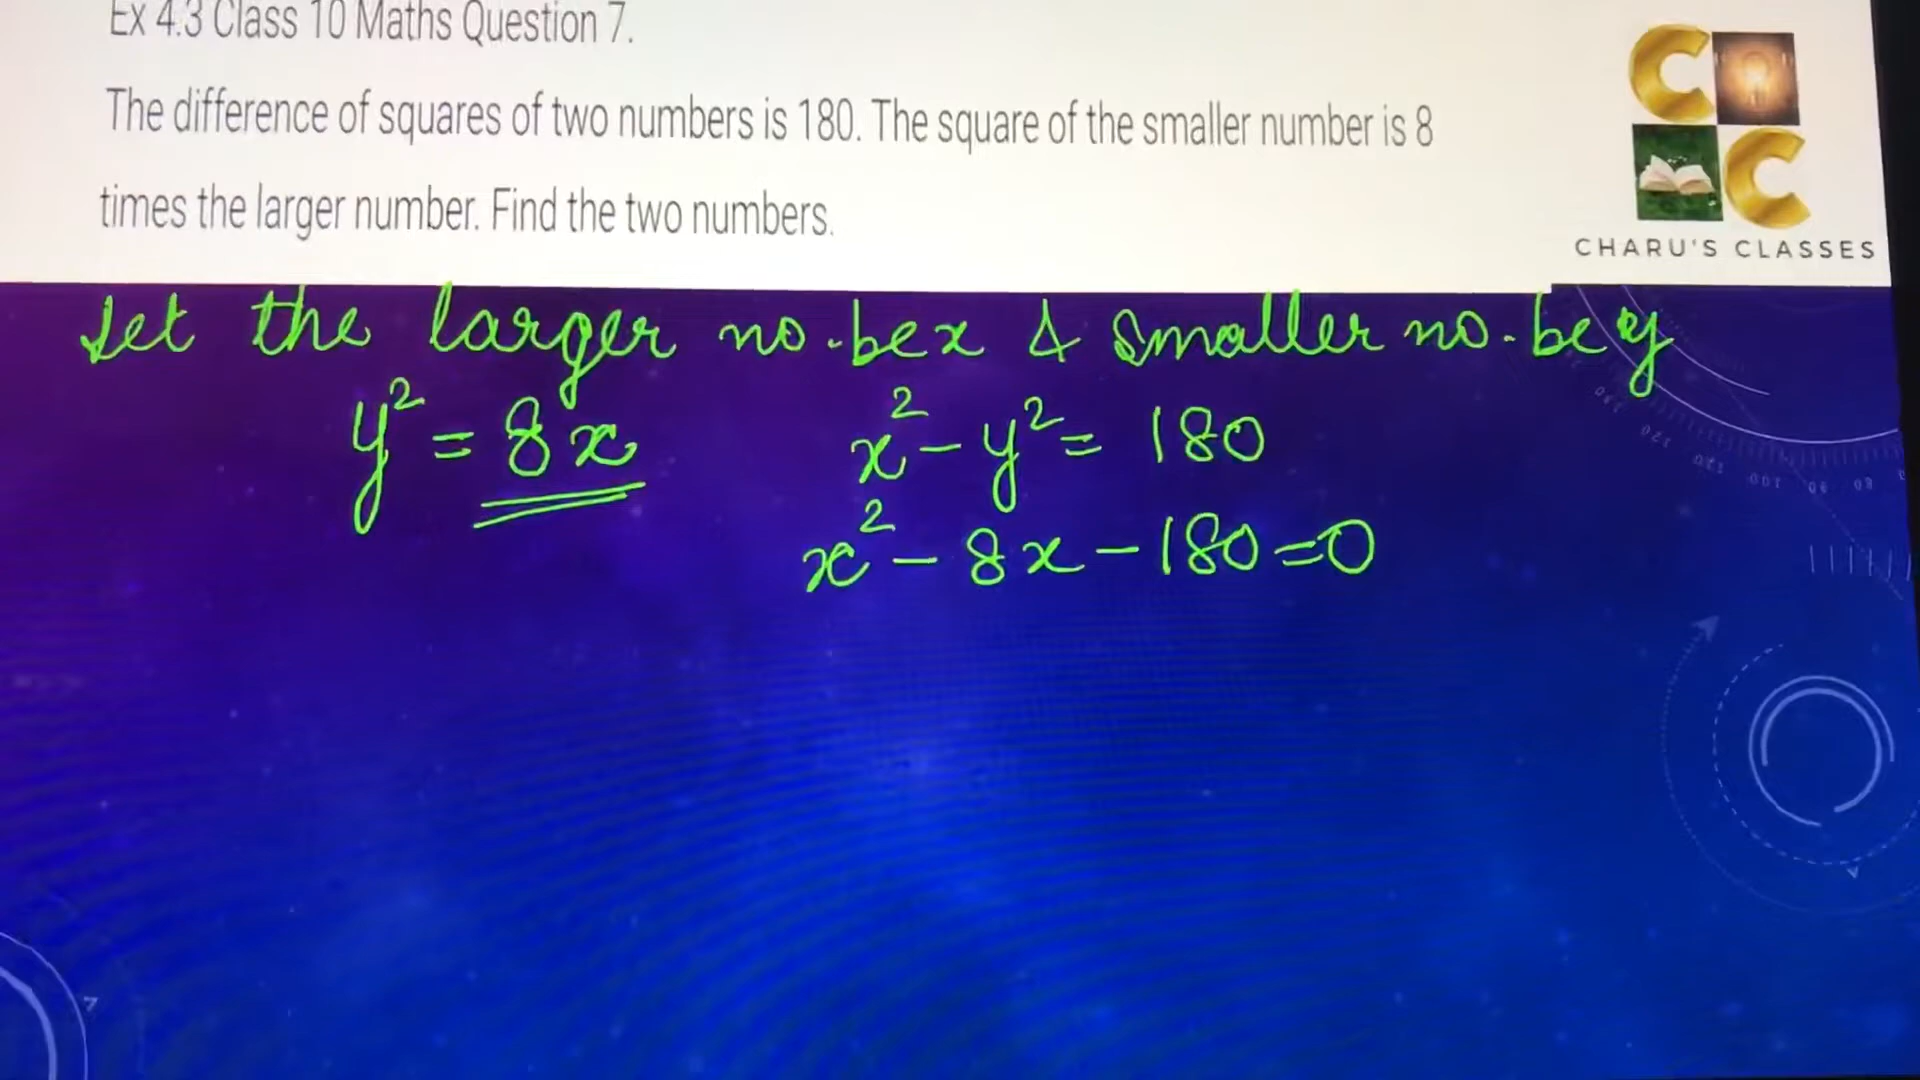 Ex 4.3 Class 10 Maths Question 7.
The difference of squares of two numbers is 180. The square of the smaller number is 8
times the larger number. Find the two numbers.
CHARU'S CLASSES
Let the larger no. be x & smaller no. be y
y² = 8x
x² - y² = 180
x² - 8x - 180 = 0